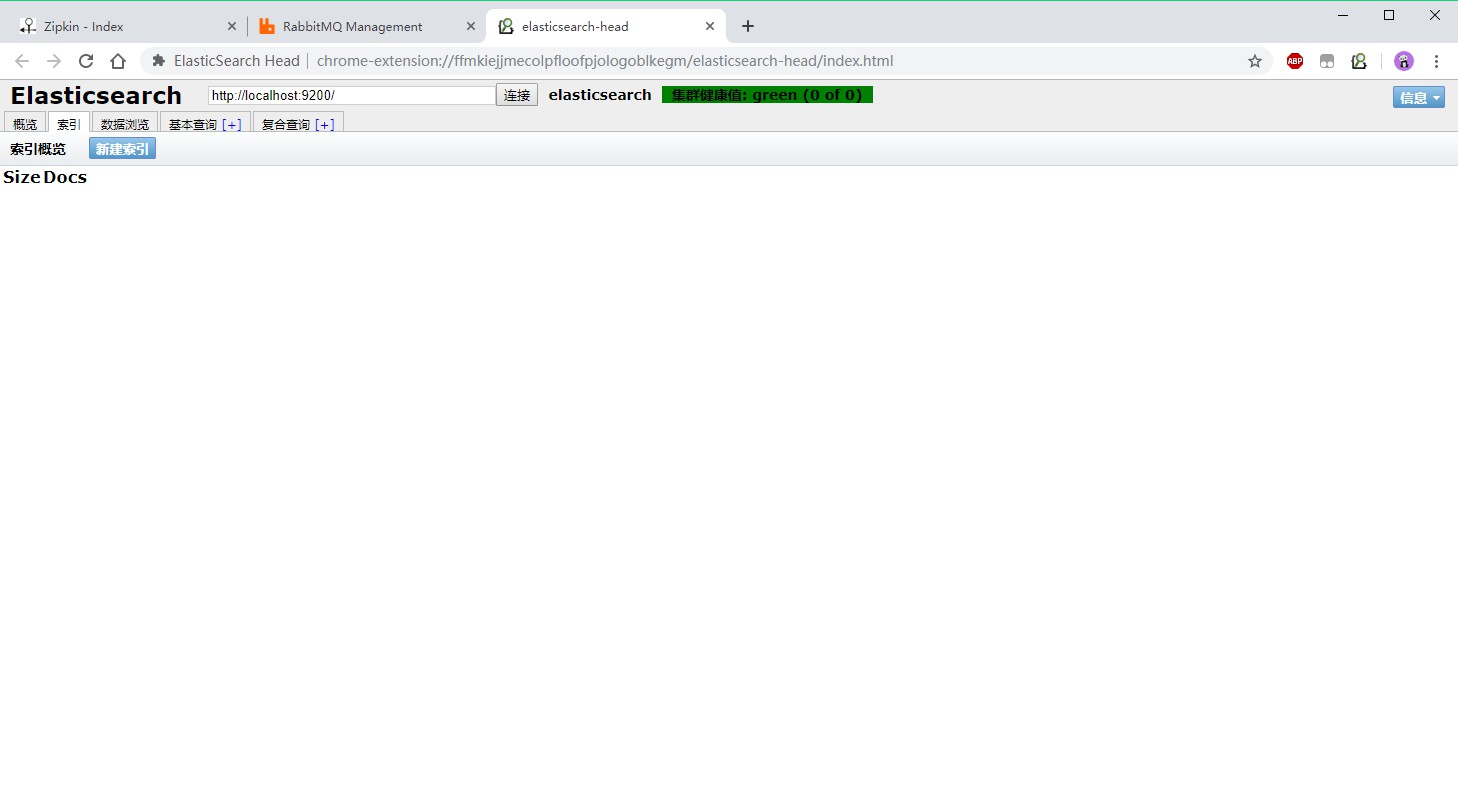 Zipkin - Index
RabbitMQ Management
elasticsearch-head
ElasticSearch Head
chrome-extension://ffmkiejjmecolpfloofpjologoblkegm/elasticsearch-head/index.html
ABP
Elasticsearch
http://localhost:9200/
连接
elasticsearch
集群健康值: green (0 of 0)
信息
概览
索引
数据浏览
基本查询 [+]
复合查询 [+]
索引概览
新建索引
Size Docs